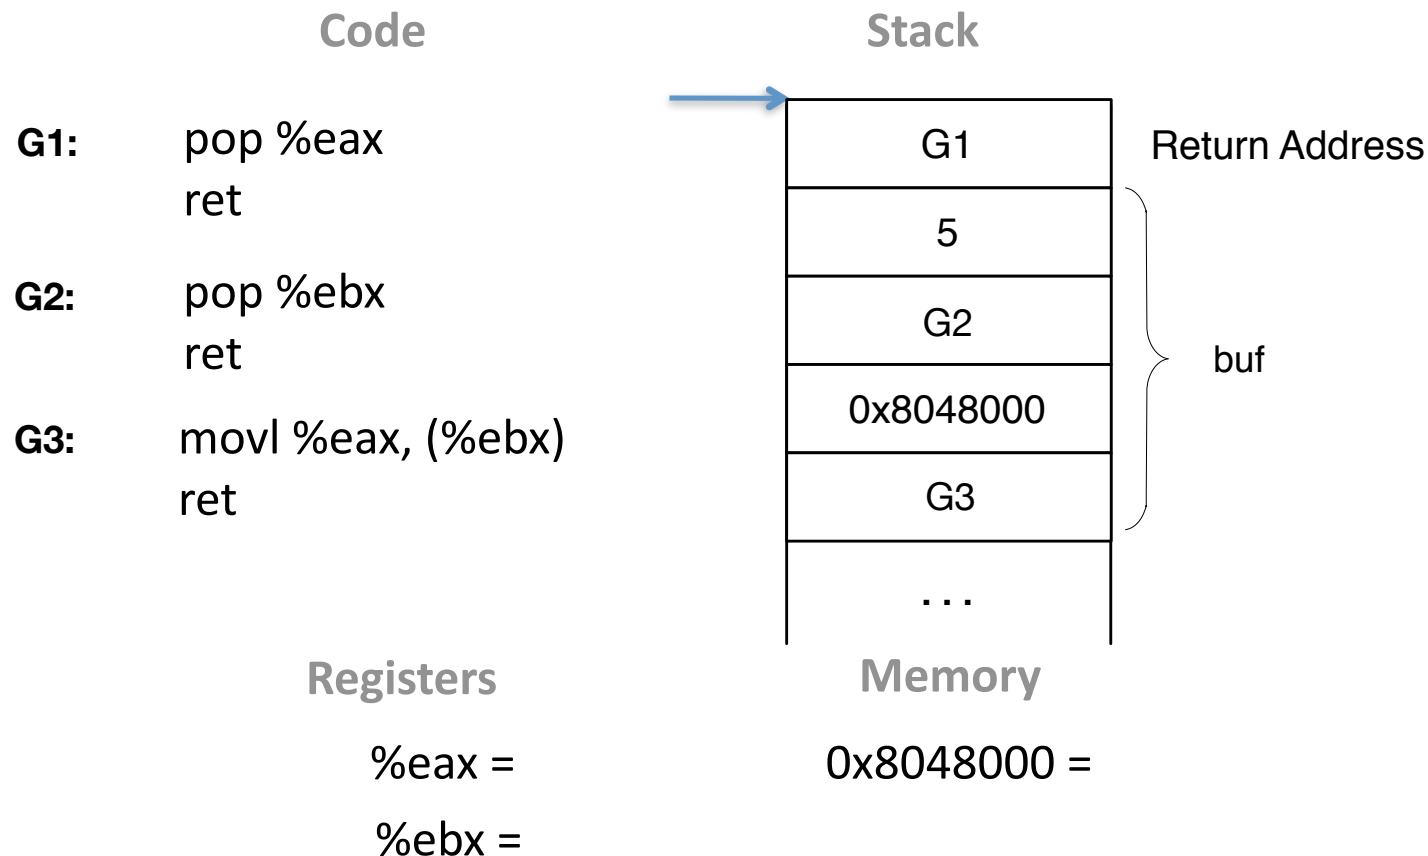 Code
G1: pop %eax
ret
G2: pop %ebx
ret
G3: movl %eax, (%ebx)
ret
Stack
G1 Return Address
5
G2
buf
0x8048000
G3
. . .
Registers
%eax =
%ebx =
Memory
0x8048000 =